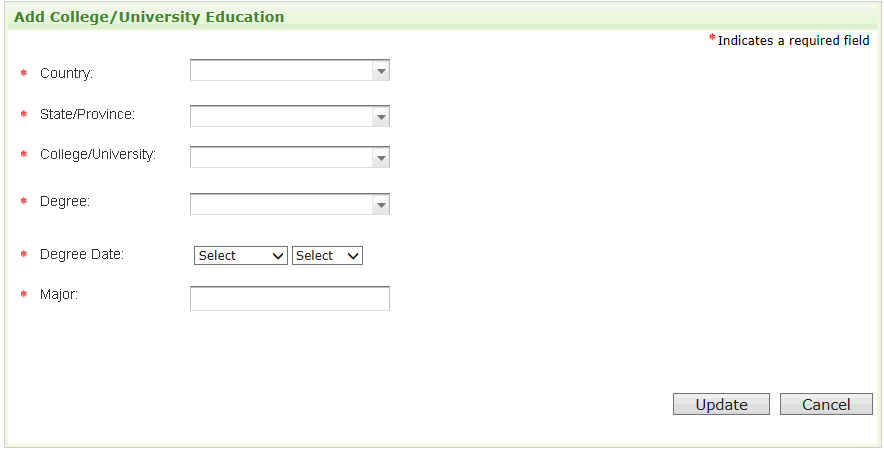 Add College/University Education
*Indicates a required field
* Country:
* State/Province:
* College/University:
* Degree:
* Degree Date: Select Select
* Major:
Update Cancel